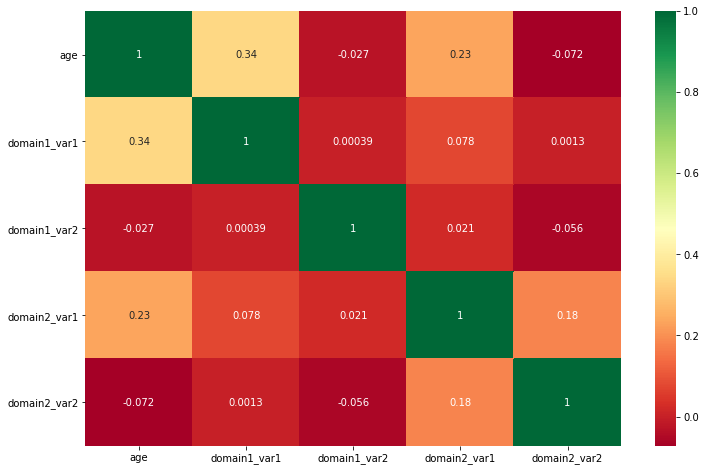 age 1 0.34 -0.027 0.23 -0.072
domain1_var1 0.34 1 0.00039 0.078 0.0013
domain1_var2 -0.027 0.00039 1 0.021 -0.056
domain2_var1 0.23 0.078 0.021 1 0.18
domain2_var2 -0.072 0.0013 -0.056 0.18 1
age domain1_var1 domain1_var2 domain2_var1 domain2_var2
1.0
0.8
0.6
0.4
0.2
0.0